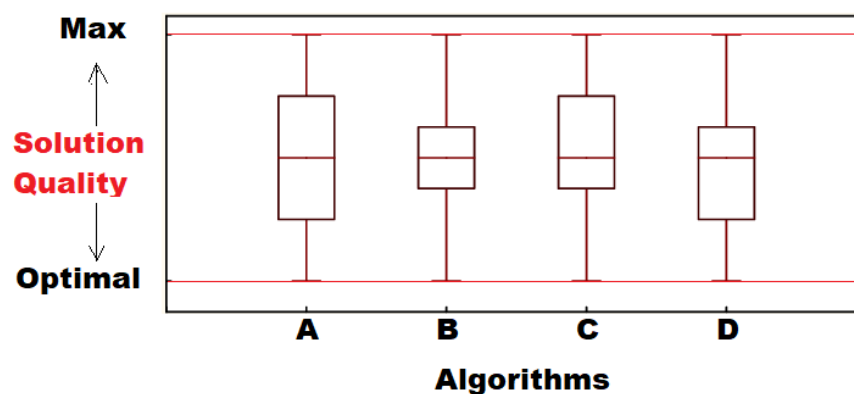 Max
Solution
Quality
Optimal
A B C D
Algorithms